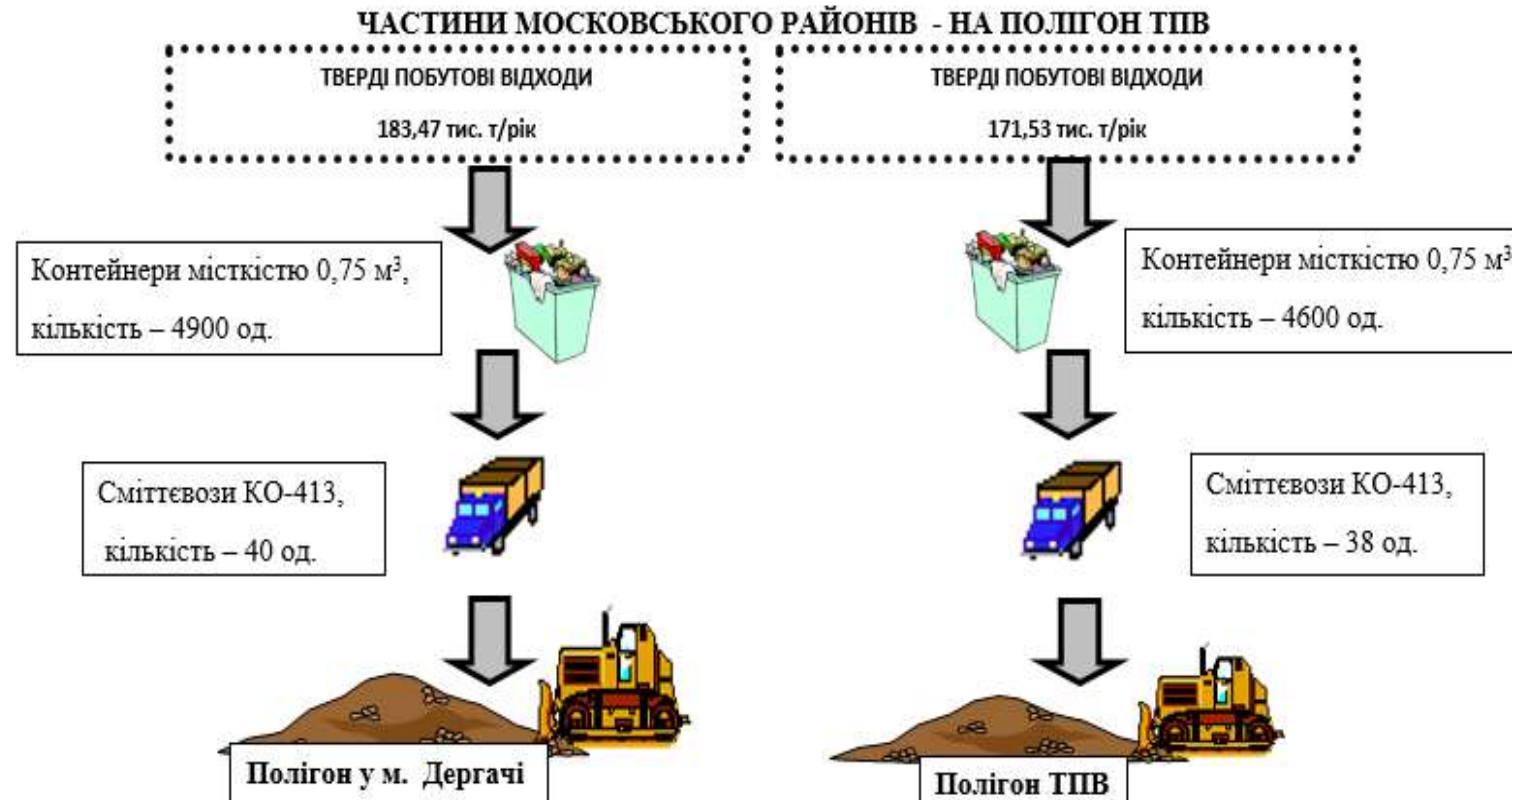 ЧАСТИНИ МОСКОВСЬКОГО РАЙОНІВ - НА ПОЛІГОН ТПВ
ТВЕРДІ ПОБУТОВІ ВІДХОДИ
183,47 тис. т/рік
ТВЕРДІ ПОБУТОВІ ВІДХОДИ
171,53 тис. т/рік
Контейнери місткістю 0,75 м³,
кількість – 4900 од.
Контейнери місткістю 0,75 м³
кількість – 4600 од.
Сміттєвози КО-413,
кількість – 40 од.
Сміттєвози КО-413,
кількість – 38 од.
Полігон у м. Дергачі
Полігон ТПВ